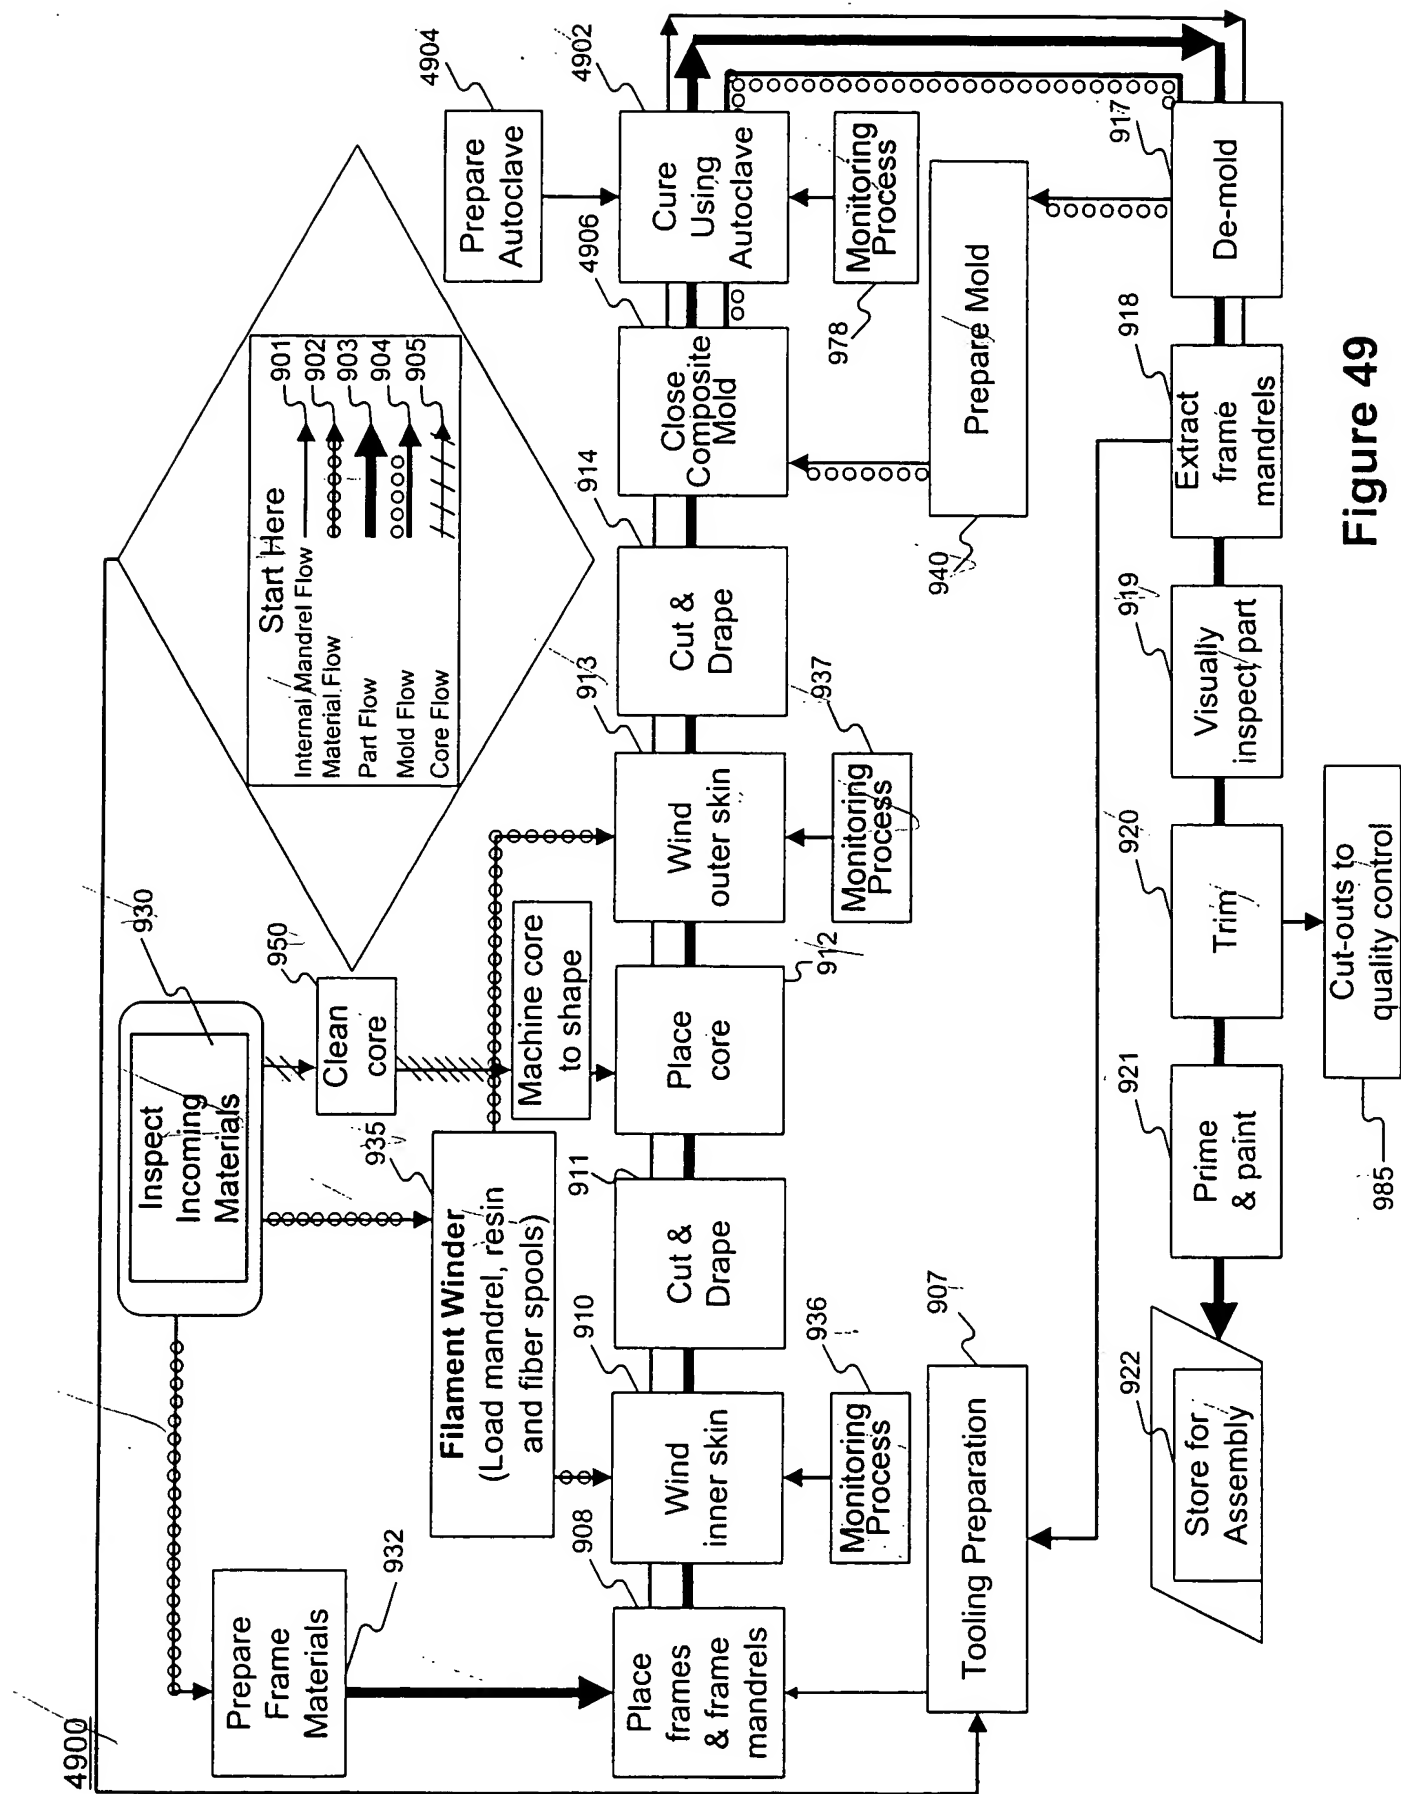 4900
Start Here
Internal Mandrel Flow
901
Material Flow
902
Part Flow
903
Mold Flow
904
Core Flow
905
930
Inspect
Incoming
Materials
950
Clean
core
932
Prepare
Frame
Materials
935
Filament Winder
(Load mandrel, resin
and fiber spools)
Machine core
to shape
4904
Prepare
Autoclave
908
Place
frames
& frame
mandrels
910
Wind
inner skin
911
Cut &
Drape
912
Place
core
913
Wind
outer skin
914
Cut &
Drape
4906
Close
Composite
Mold
4902
Cure
Using
Autoclave
936
Monitoring
Process
937
Monitoring
Process
978
Monitoring
Process
907
Tooling Preparation
940
Prepare Mold
922
Store for
Assembly
921
Prime
& paint
920
Trim
919
Visually
inspect part
918
Extract
frame
mandrels
917
De-mold
985
Cut-outs to
quality control
Figure 49